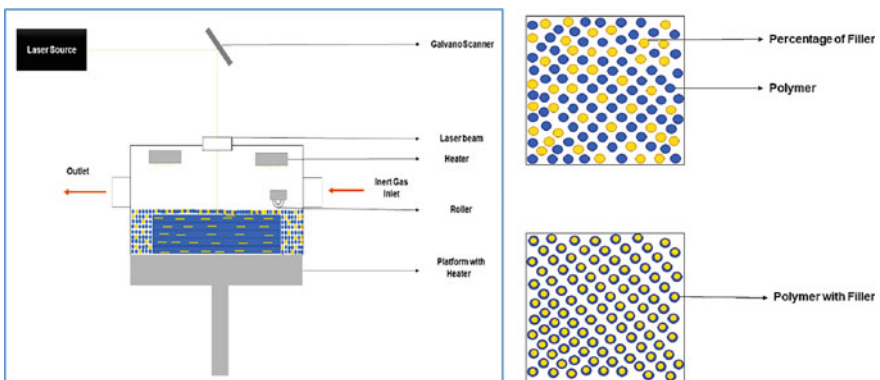 Laser Source
Galvano Scanner
Laser beam
Heater
Outlet
Inert Gas
Inlet
Roller
Platform with
Heater
Percentage of Filler
Polymer
Polymer with Filler